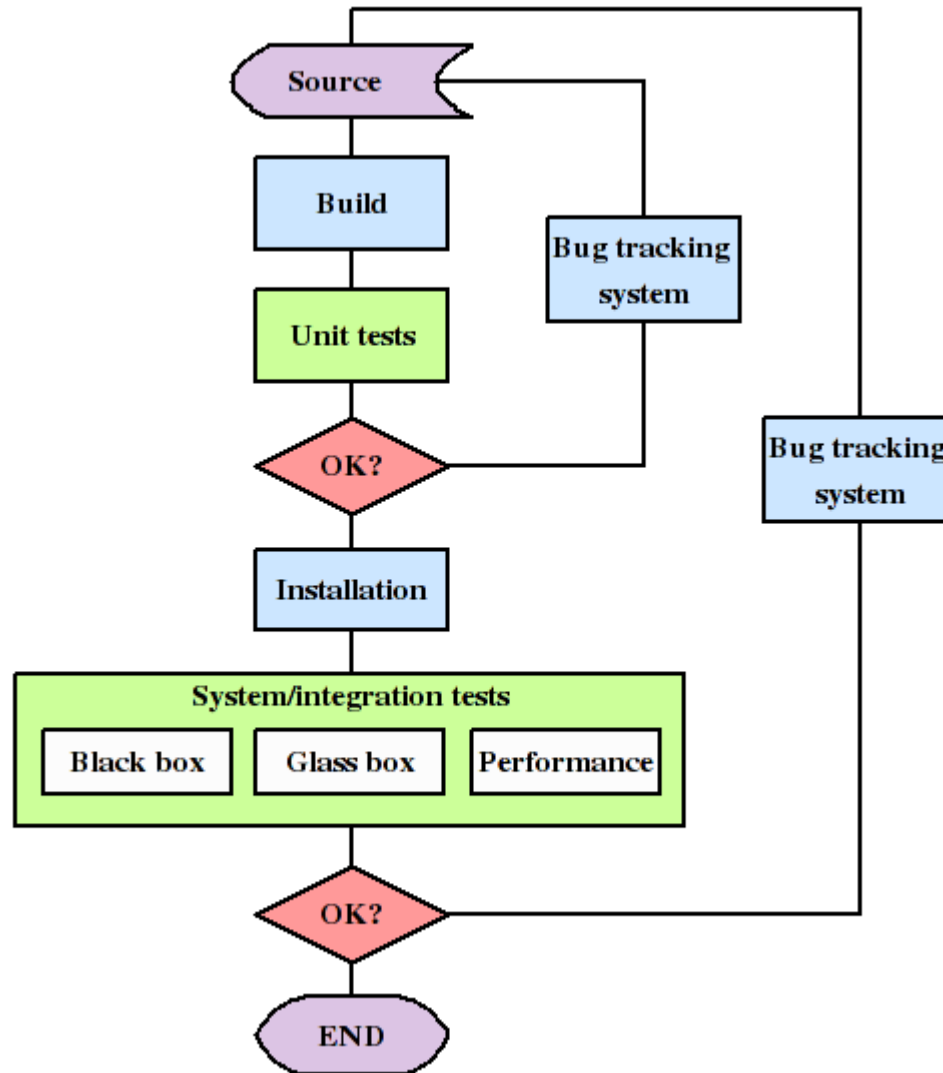 Source
Build
Bug tracking
system
Unit tests
OK?
Bug tracking
system
Installation
System/integration tests
Black box
Glass box
Performance
OK?
END